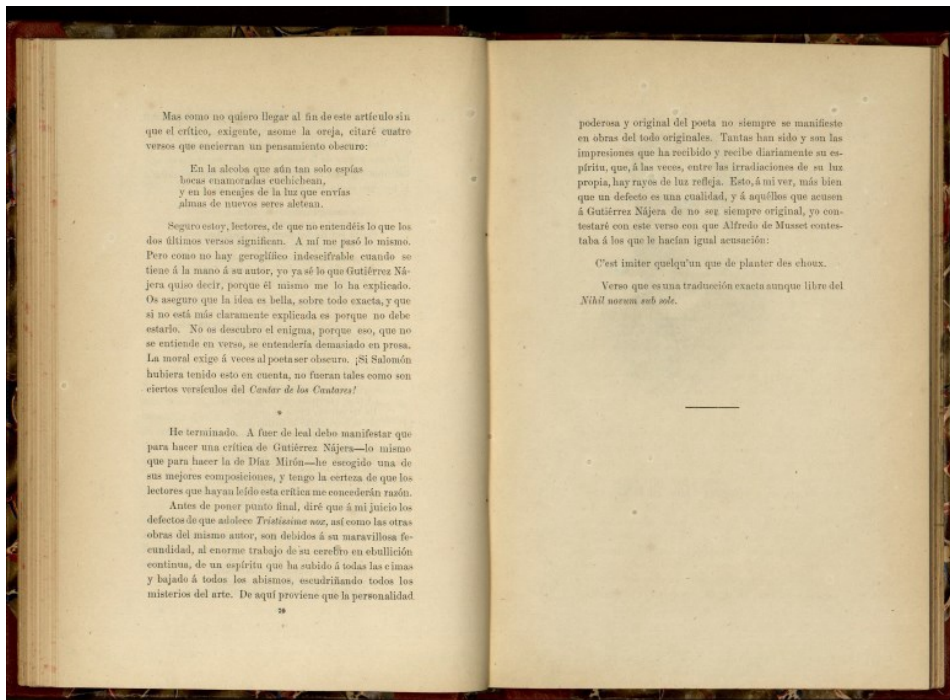 Mas como no quiero llegar al fin de este artículo sin
que el crítico, exigente, asome la oreja, citaré cuatro
versos que encierran un pensamiento obscuro:
En la alcoba que aún tan solo espías
bocas enamoradas cuchichean,
y en los encajes de la luz que envías
almas de nuevos seres aletean.
Seguro estoy, lectores, de que no entendéis lo que los
dos últimos versos significan. A mí me pasó lo mismo.
Pero como no hay geroglífico indescifrable cuando se
tiene á la mano á su autor, yo ya sé lo que Gutiérrez Ná-
jera quiso decir, porque él mismo me lo ha explicado.
Os aseguro que la idea es bella, sobre todo exacta, y que
si no está más claramente explicada es porque no debe
estarlo. No os descubro el enigma, porque eso, que no
se entiende en verso, se entendería demasiado en prosa.
La moral exige á veces al poeta ser obscuro. ¡Si Salomón
hubiera tenido esto en cuenta, no fueran tales como son
ciertos versículos del Cantar de los Cantares!
*
He terminado. A fuer de leal debo manifestar que
para hacer una crítica de Gutiérrez Nájera—lo mismo
que para hacer la de Díaz Mirón—he escogido una de
sus mejores composiciones, y tengo la certeza de que los
lectores que hayan leído esta crítica me concederán razón.
Antes de poner punto final, diré que á mi juicio los
defectos de que adolece Tristissima nox, así como las otras
obras del mismo autor, son debidos á su maravillosa fe-
cundidad, al enorme trabajo de su cerebro en ebullición
continua, de un espíritu que ha subido á todas las cimas
y bajado á todos los abismos, escudriñando todos los
misterios del arte. De aquí proviene que la personalidad
poderosa y original del poeta no siempre se manifieste
en obras del todo originales. Tantas han sido y son las
impresiones que ha recibido y recibe diariamente su es-
píritu, que, á las veces, entre las irradiaciones de su luz
propia, hay rayos de luz refleja. Esto, á mi ver, más bien
que un defecto es una cualidad, y á aquéllos que acusen
á Gutiérrez Nájera de no ser siempre original, yo con-
testaré con este verso con que Alfredo de Musset contes-
taba á los que le hacían igual acusación:
C'est imiter quelqu'un que de planter des choux.
Verso que es una traducción exacta aunque libre del
Nihil novum sub sole.